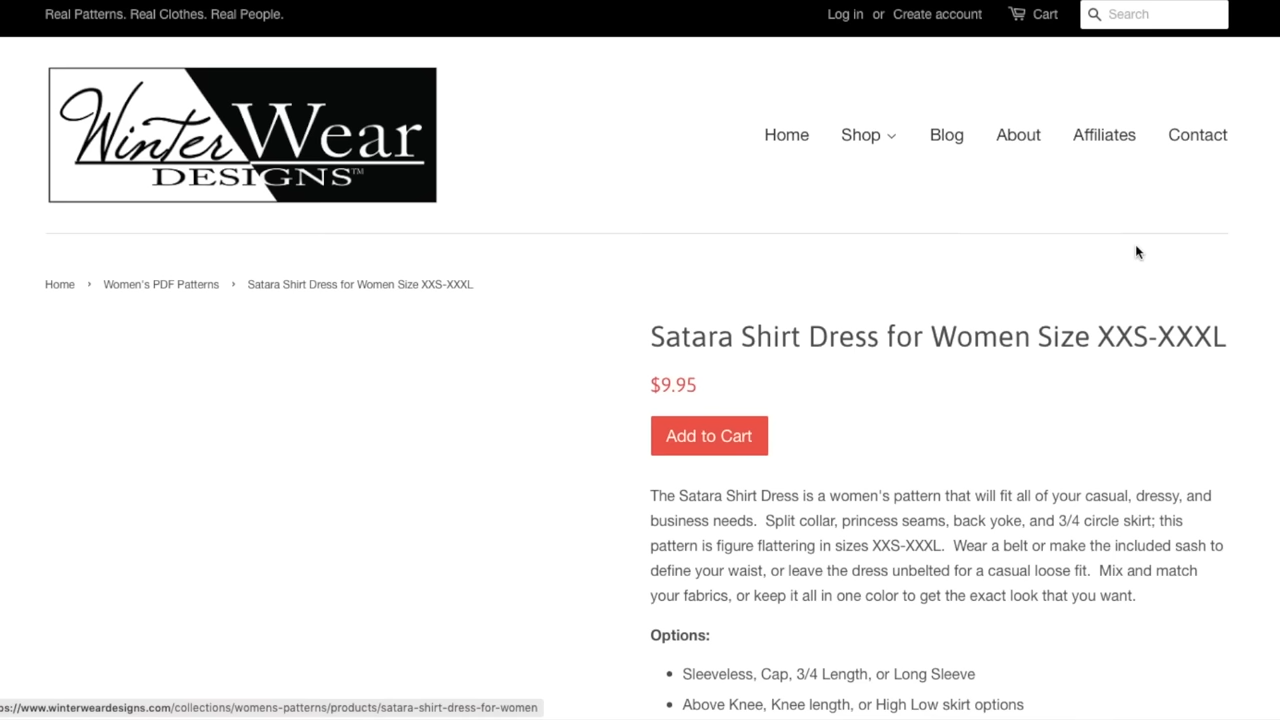 Real Patterns. Real Clothes. Real People.
Log in or Create account Cart Search
Winter Wear
DESIGNS™
Home Shop Blog About Affiliates Contact
Home › Women's PDF Patterns › Satara Shirt Dress for Women Size XXS-XXXL
Satara Shirt Dress for Women Size XXS-XXXL
$9.95
Add to Cart
The Satara Shirt Dress is a women's pattern that will fit all of your casual, dressy, and
business needs. Split collar, princess seams, back yoke, and 3/4 circle skirt; this
pattern is figure flattering in sizes XXS-XXXL. Wear a belt or make the included sash to
define your waist, or leave the dress unbelted for a casual loose fit. Mix and match
your fabrics, or keep it all in one color to get the exact look that you want.
Options:
• Sleeveless, Cap, 3/4 Length, or Long Sleeve
• Above Knee, Knee length, or High Low skirt options
ps://www.winterweardesigns.com/collections/womens-patterns/products/satara-shirt-dress-for-women